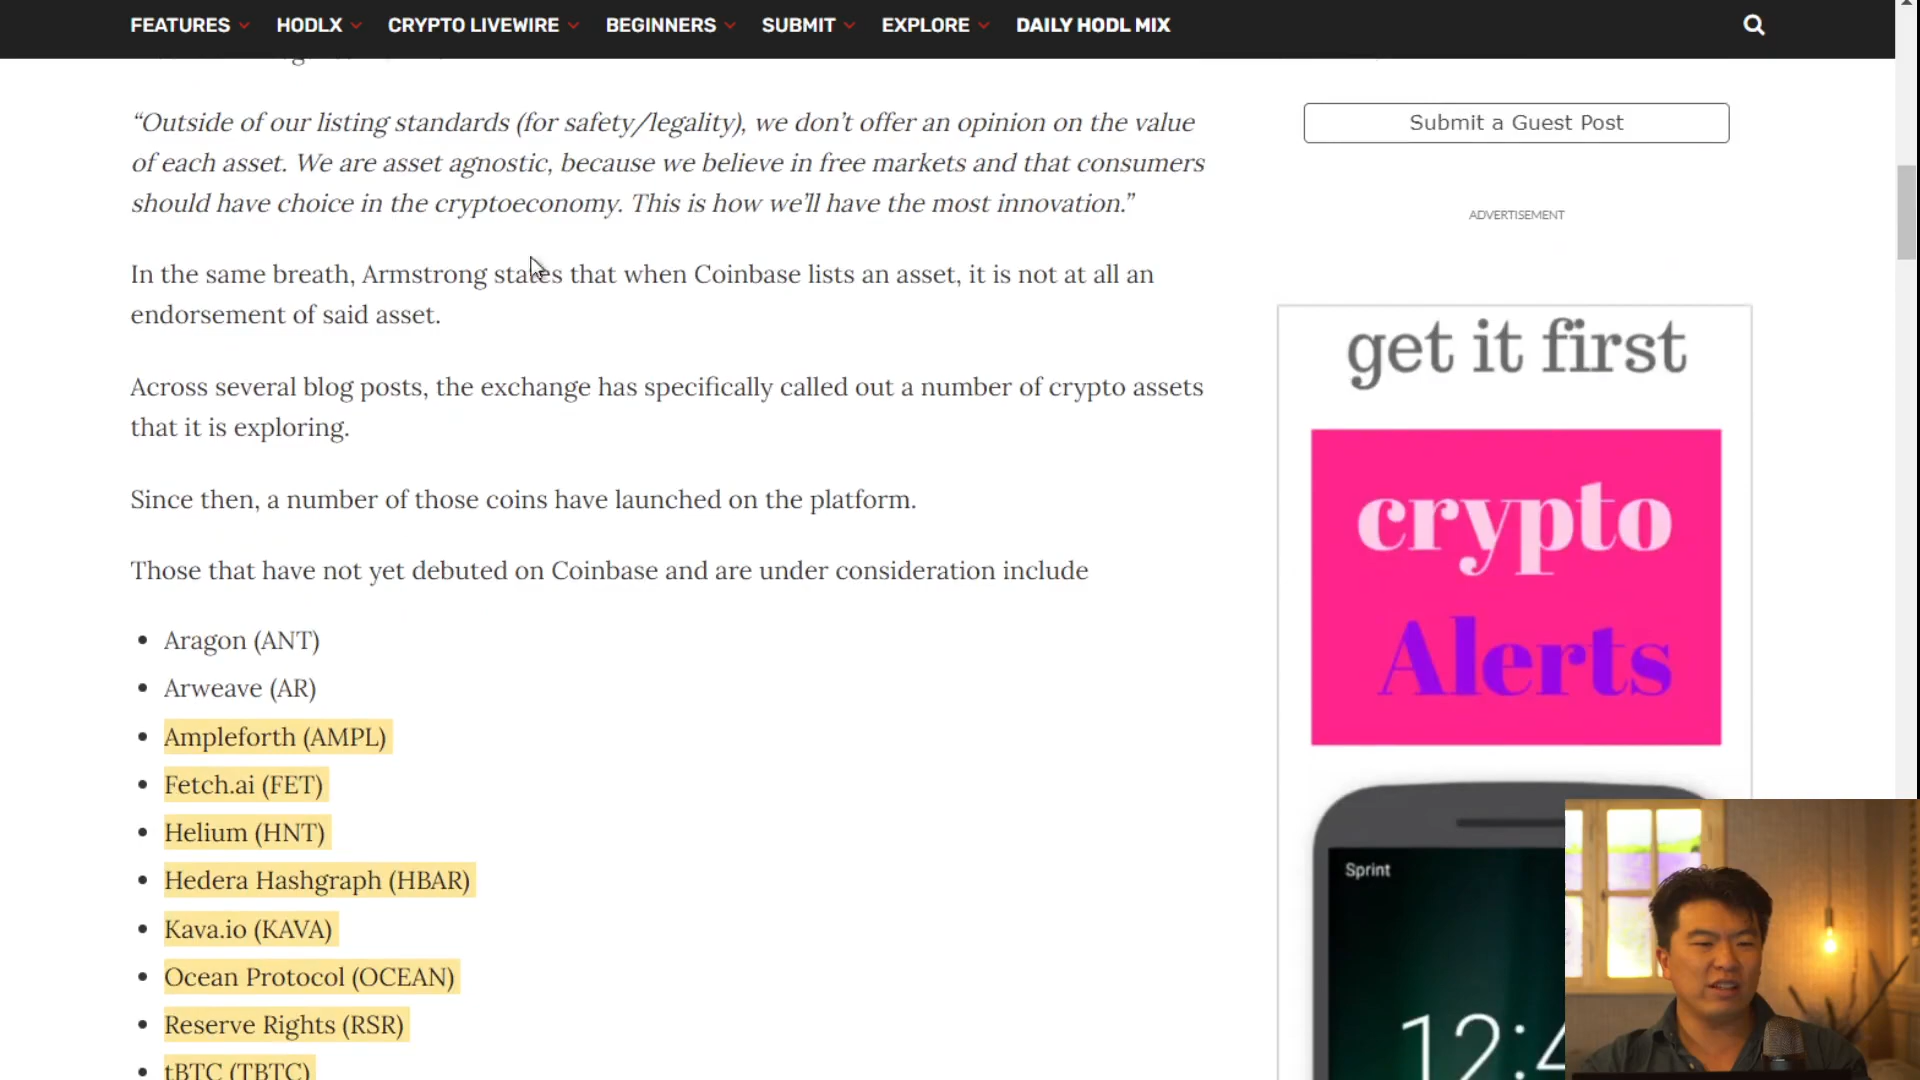 FEATURES HODLX CRYPTO LIVEWIRE BEGINNERS SUBMIT EXPLORE DAILY HODL MIX
“Outside of our listing standards (for safety/legality), we don’t offer an opinion on the value
of each asset. We are asset agnostic, because we believe in free markets and that consumers
should have choice in the cryptoeconomy. This is how we’ll have the most innovation.”
In the same breath, Armstrong states that when Coinbase lists an asset, it is not at all an
endorsement of said asset.
Across several blog posts, the exchange has specifically called out a number of crypto assets
that it is exploring.
Since then, a number of those coins have launched on the platform.
Those that have not yet debuted on Coinbase and are under consideration include
• Aragon (ANT)
• Arweave (AR)
• Ampleforth (AMPL)
• Fetch.ai (FET)
• Helium (HNT)
• Hedera Hashgraph (HBAR)
• Kava.io (KAVA)
• Ocean Protocol (OCEAN)
• Reserve Rights (RSR)
• tBTC (TBTC)
Submit a Guest Post
ADVERTISEMENT
get it first
crypto
Alerts
Sprint
12:4